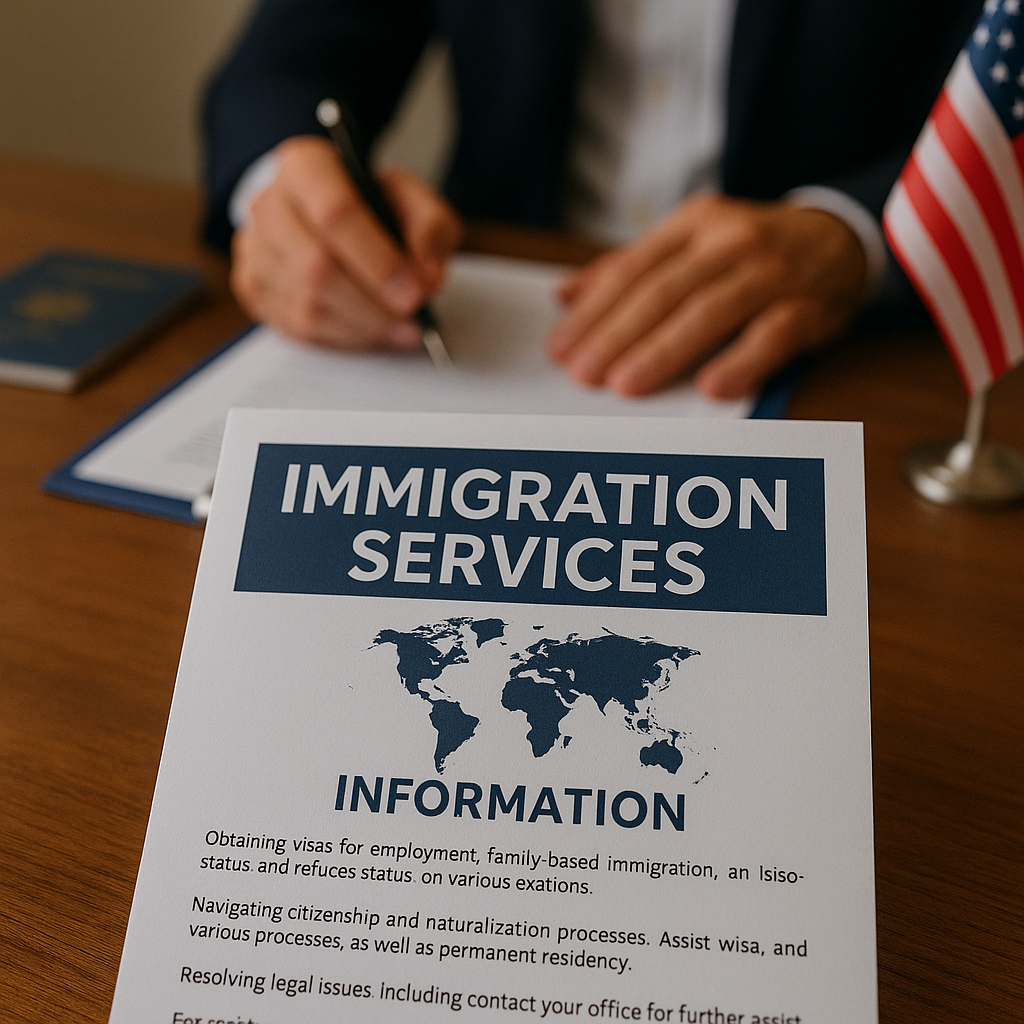 IMMIGRATION
SERVICES
INFORMATION
Obtaining visas for employment, family-based immigration, an Isiso-
status. and refuces status. on various exations.
Navigating citizenship and naturalization processes. Assist wisa, and
various processes, as well as permanent residency.
Resolving legal issues. including contact your office for further assist
For